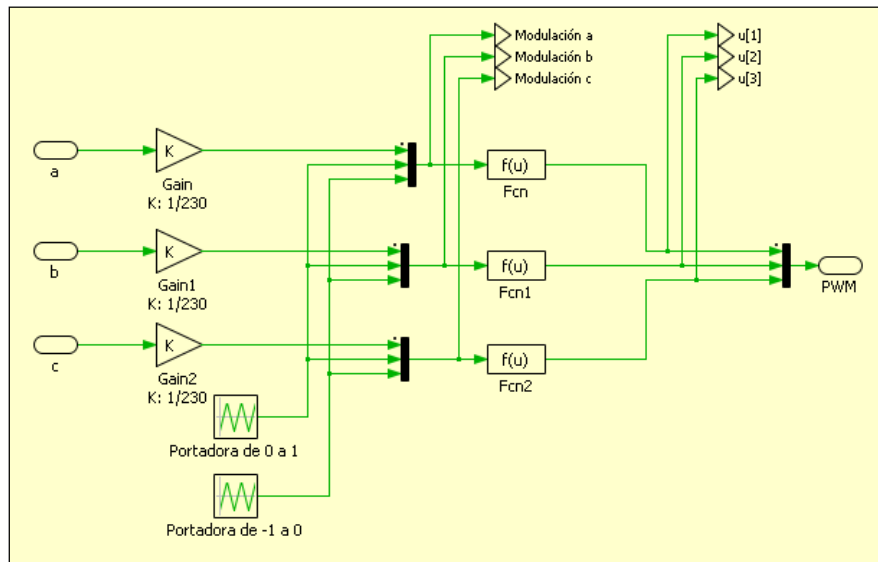 Modulación a
Modulación b
Modulación c
u[1]
u[2]
u[3]
a
K
Gain
K: 1/230
f(u)
Fcn
b
K
Gain1
K: 1/230
f(u)
Fcn1
PWM
c
K
Gain2
K: 1/230
f(u)
Fcn2
Portadora de 0 a 1
Portadora de -1 a 0